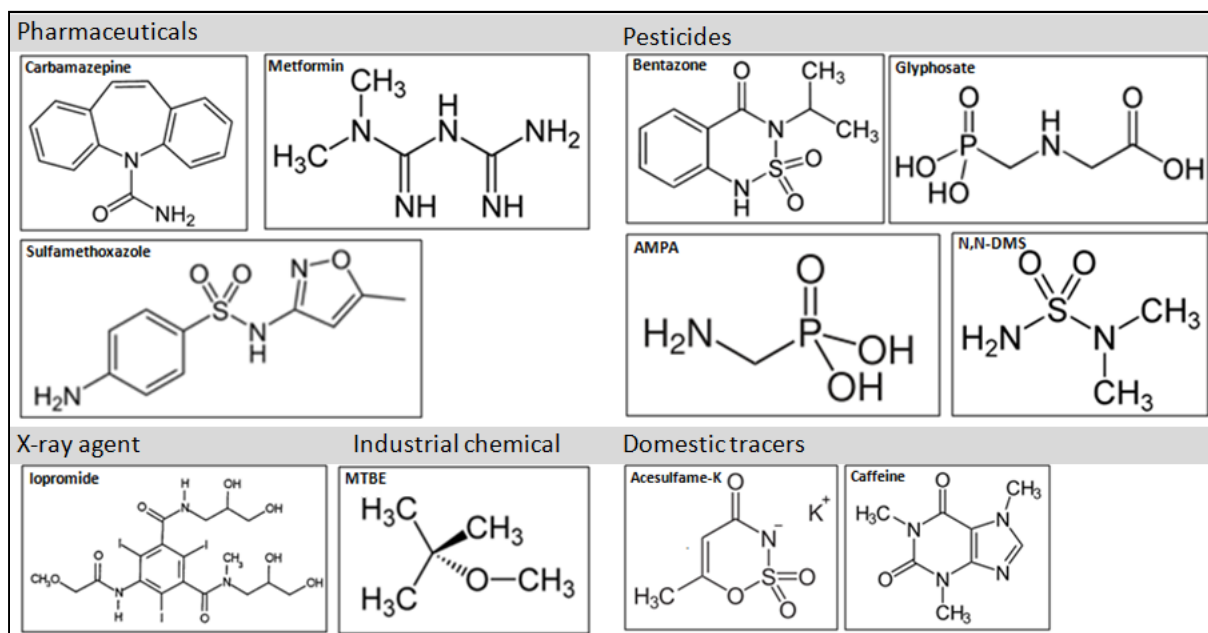 Pharmaceuticals
Pesticides
Carbamazepine
N
O
NH2
Metformin
CH3
H3C
N
H
N
NH2
NH
NH
Bentazone
O
CH3
CH3
N
S
O
O
N
H
Glyphosate
O
P
HO
HO
H
N
O
OH
Sulfamethoxazole
O
O
S
N
H
N
O
H2N
AMPA
O
H2N
P
OH
OH
N,N-DMS
O
O
S
H2N
N
CH3
CH3
X-ray agent
Industrial chemical
Domestic tracers
Iopromide
H
N
OH
OH
O
I
I
CH3
N
OH
OH
O
CH3O
O
N
H
I
MTBE
H3C
CH3
H3C
O
CH3
Acesulfame-K
O
K+
N−
S
O
O
O
H3C
Caffeine
O
CH3
H3C
N
N
O
N
N
CH3